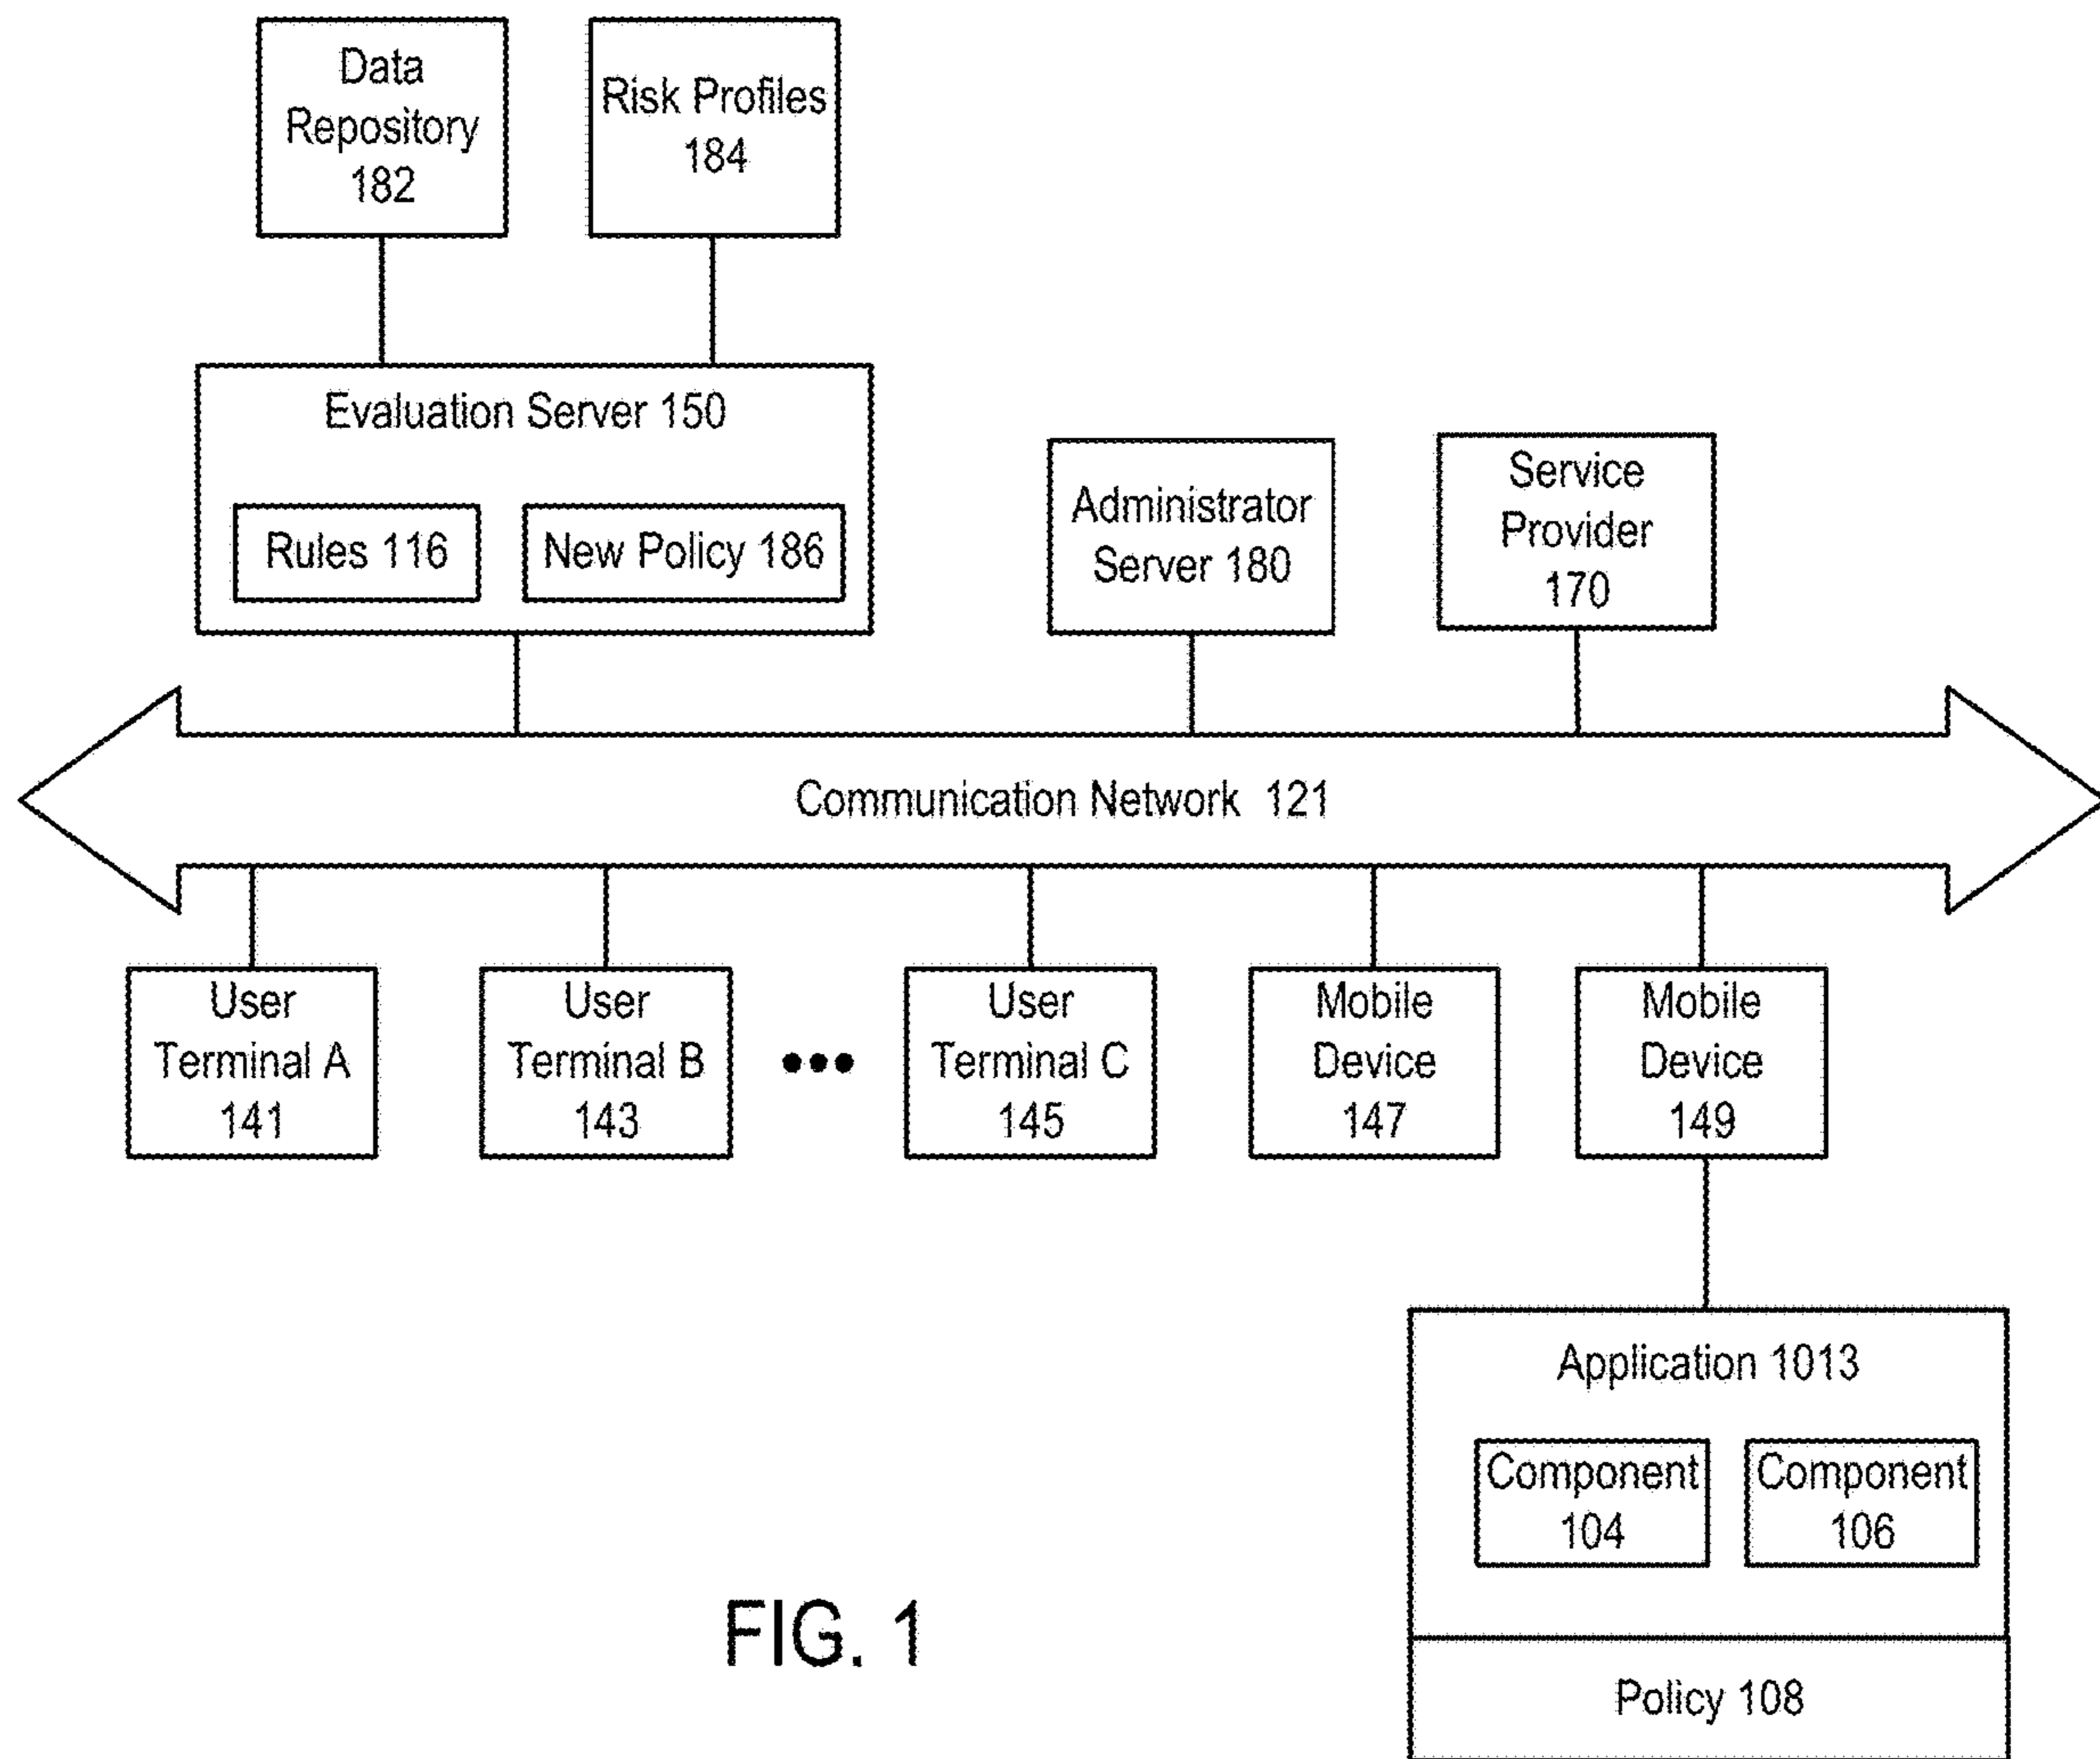 Data
Repository
182
Risk Profiles
184
Evaluation Server 150
Rules 116
New Policy 186
Administrator
Server 180
Service
Provider
170
Communication Network 121
User
Terminal A
141
User
Terminal B
143
•••
User
Terminal C
145
Mobile
Device
147
Mobile
Device
149
Application 1013
Component
104
Component
106
Policy 108
FIG. 1